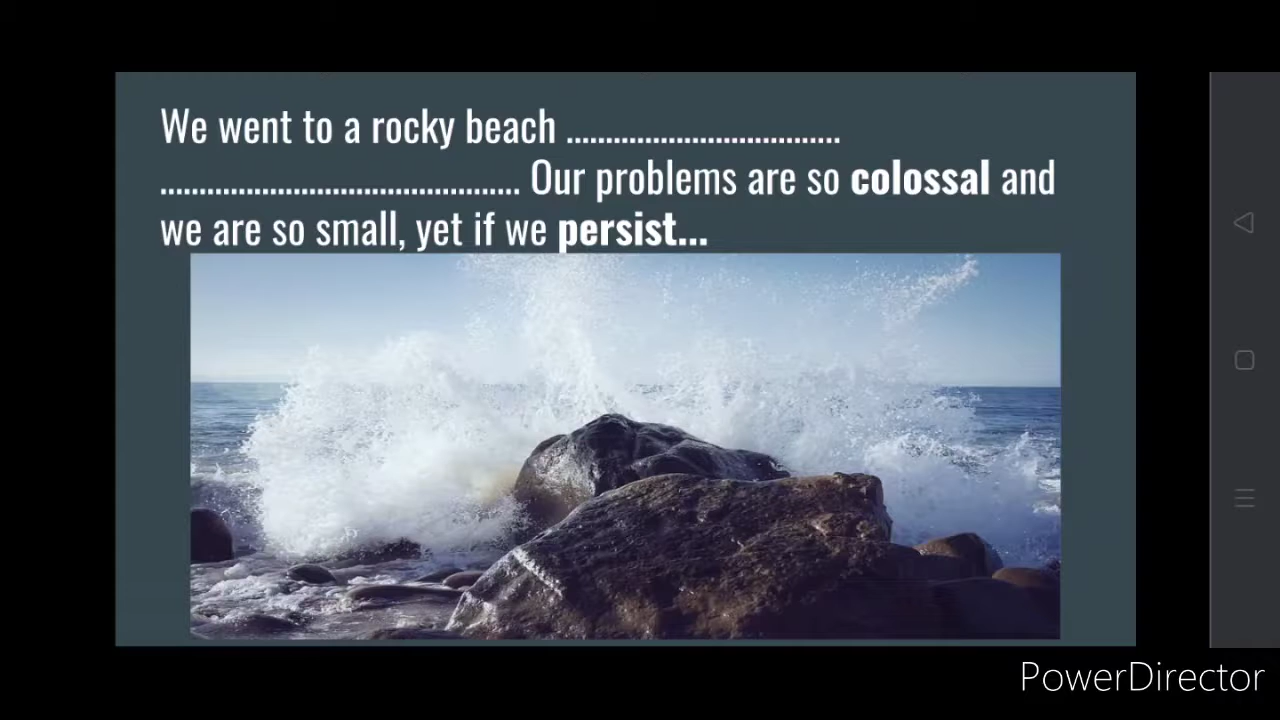 We went to a rocky beach ...................................
.............................................. Our problems are so colossal and
we are so small, yet if we persist...
PowerDirector